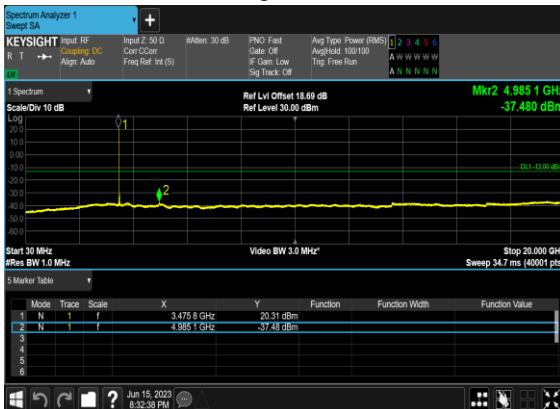 Spectrum Analyzer 1
Swept SA
+
KEYSIGHT Input: RF Input Z: 50 Ω #Atten: 30 dB PNO: Fast Avg Type: Power (RMS) 1 2 3 4 5 6
R T Coupling: DC Corr CCorr Gate: Off Avg|Hold: 100/100 A W W W W W
Align: Auto Freq Ref: Int (S) IF Gain: Low Trig: Free Run
Sig Track: Off A N N N N N
1 Spectrum Ref Lvl Offset 18.69 dB Mkr2 4.985 1 GHz
Scale/Div 10 dB Ref Level 30.00 dBm -37.480 dBm
Log
20.0
10.0
0.00
-10.0
-20.0
-30.0
-40.0
-50.0
-60.0
1
2
DL1 -13.00 dBm
Start 30 MHz Video BW 3.0 MHz* Stop 20.000 GHz
#Res BW 1.0 MHz Sweep 34.7 ms (40001 pts)
5 Marker Table
Mode Trace Scale X Y Function Function Width Function Value
1 N 1 f 3.475 8 GHz 20.31 dBm
2 N 1 f 4.985 1 GHz -37.48 dBm
3
4
5
6
? Jun 15, 2023
8:32:38 PM